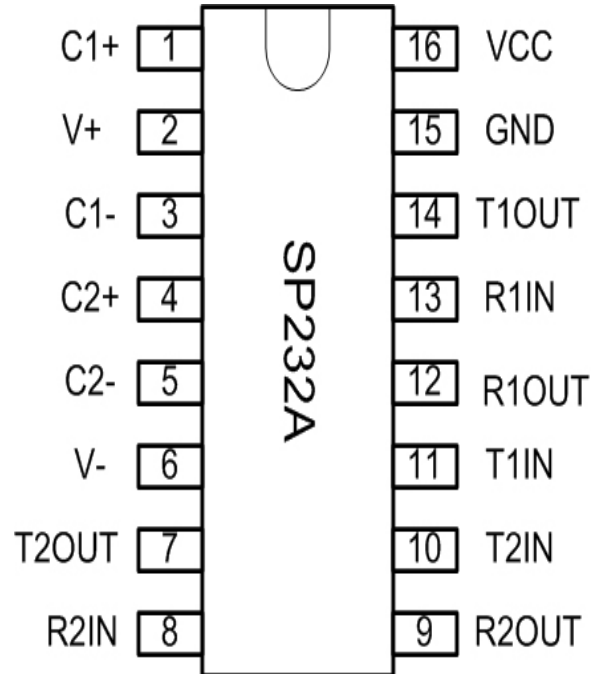 C1+ 1 16 VCC
V+ 2 15 GND
C1- 3 14 T1OUT
C2+ 4 13 R1IN
C2- 5 12 R1OUT
V- 6 11 T1IN
T2OUT 7 10 T2IN
R2IN 8 9 R2OUT
SP232A